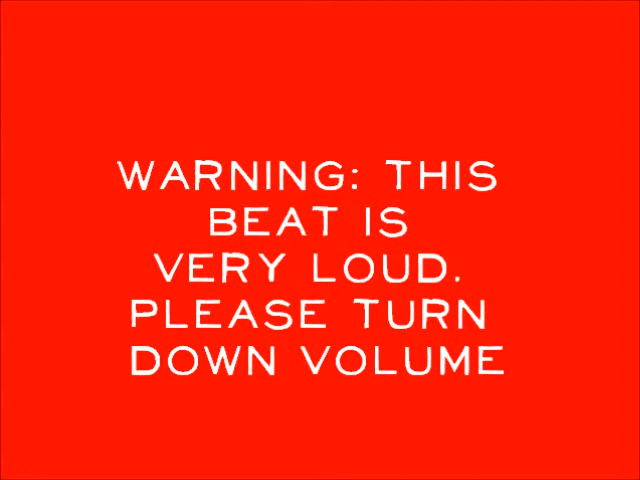 WARNING: THIS
BEAT IS
VERY LOUD.
PLEASE TURN
DOWN VOLUME